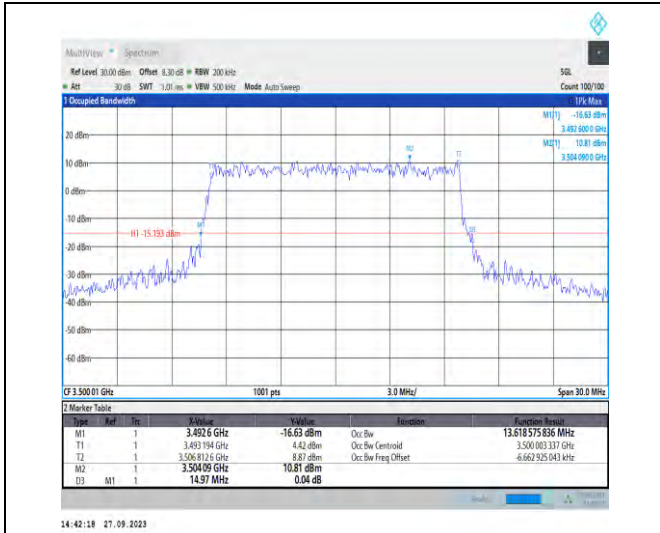 MultiView Spectrum
Ref Level 30.00 dBm Offset 8.30 dB RBW 200 kHz SGL
Att 30 dB SWT 1.01 ms VBW 500 kHz Mode Auto Sweep Count 100/100
1 Occupied Bandwidth 1Pk Max
M1[1] -16.63 dBm
3.492 600 0 GHz
M2[1] 10.81 dBm
3.504 090 0 GHz
20 dBm
M2
T2
10 dBm
0 dBm
-10 dBm
M1
H1 -15.193 dBm
D3
-20 dBm
-30 dBm
-40 dBm
-50 dBm
-60 dBm
CF 3.500 01 GHz 1001 pts 3.0 MHz/ Span 30.0 MHz
2 Marker Table
Type Ref Trc X-Value Y-Value Function Function Result
M1 1 3.492 6 GHz -16.63 dBm Occ Bw 13.618 575 836 MHz
T1 1 3.493 194 GHz 4.42 dBm Occ Bw Centroid 3.500 003 337 GHz
T2 1 3.506 812 6 GHz 8.87 dBm Occ Bw Freq Offset -6.662 925 043 kHz
M2 1 3.504 09 GHz 10.81 dBm
D3 M1 1 14.97 MHz 0.04 dB
14:42:18 27.09.2023